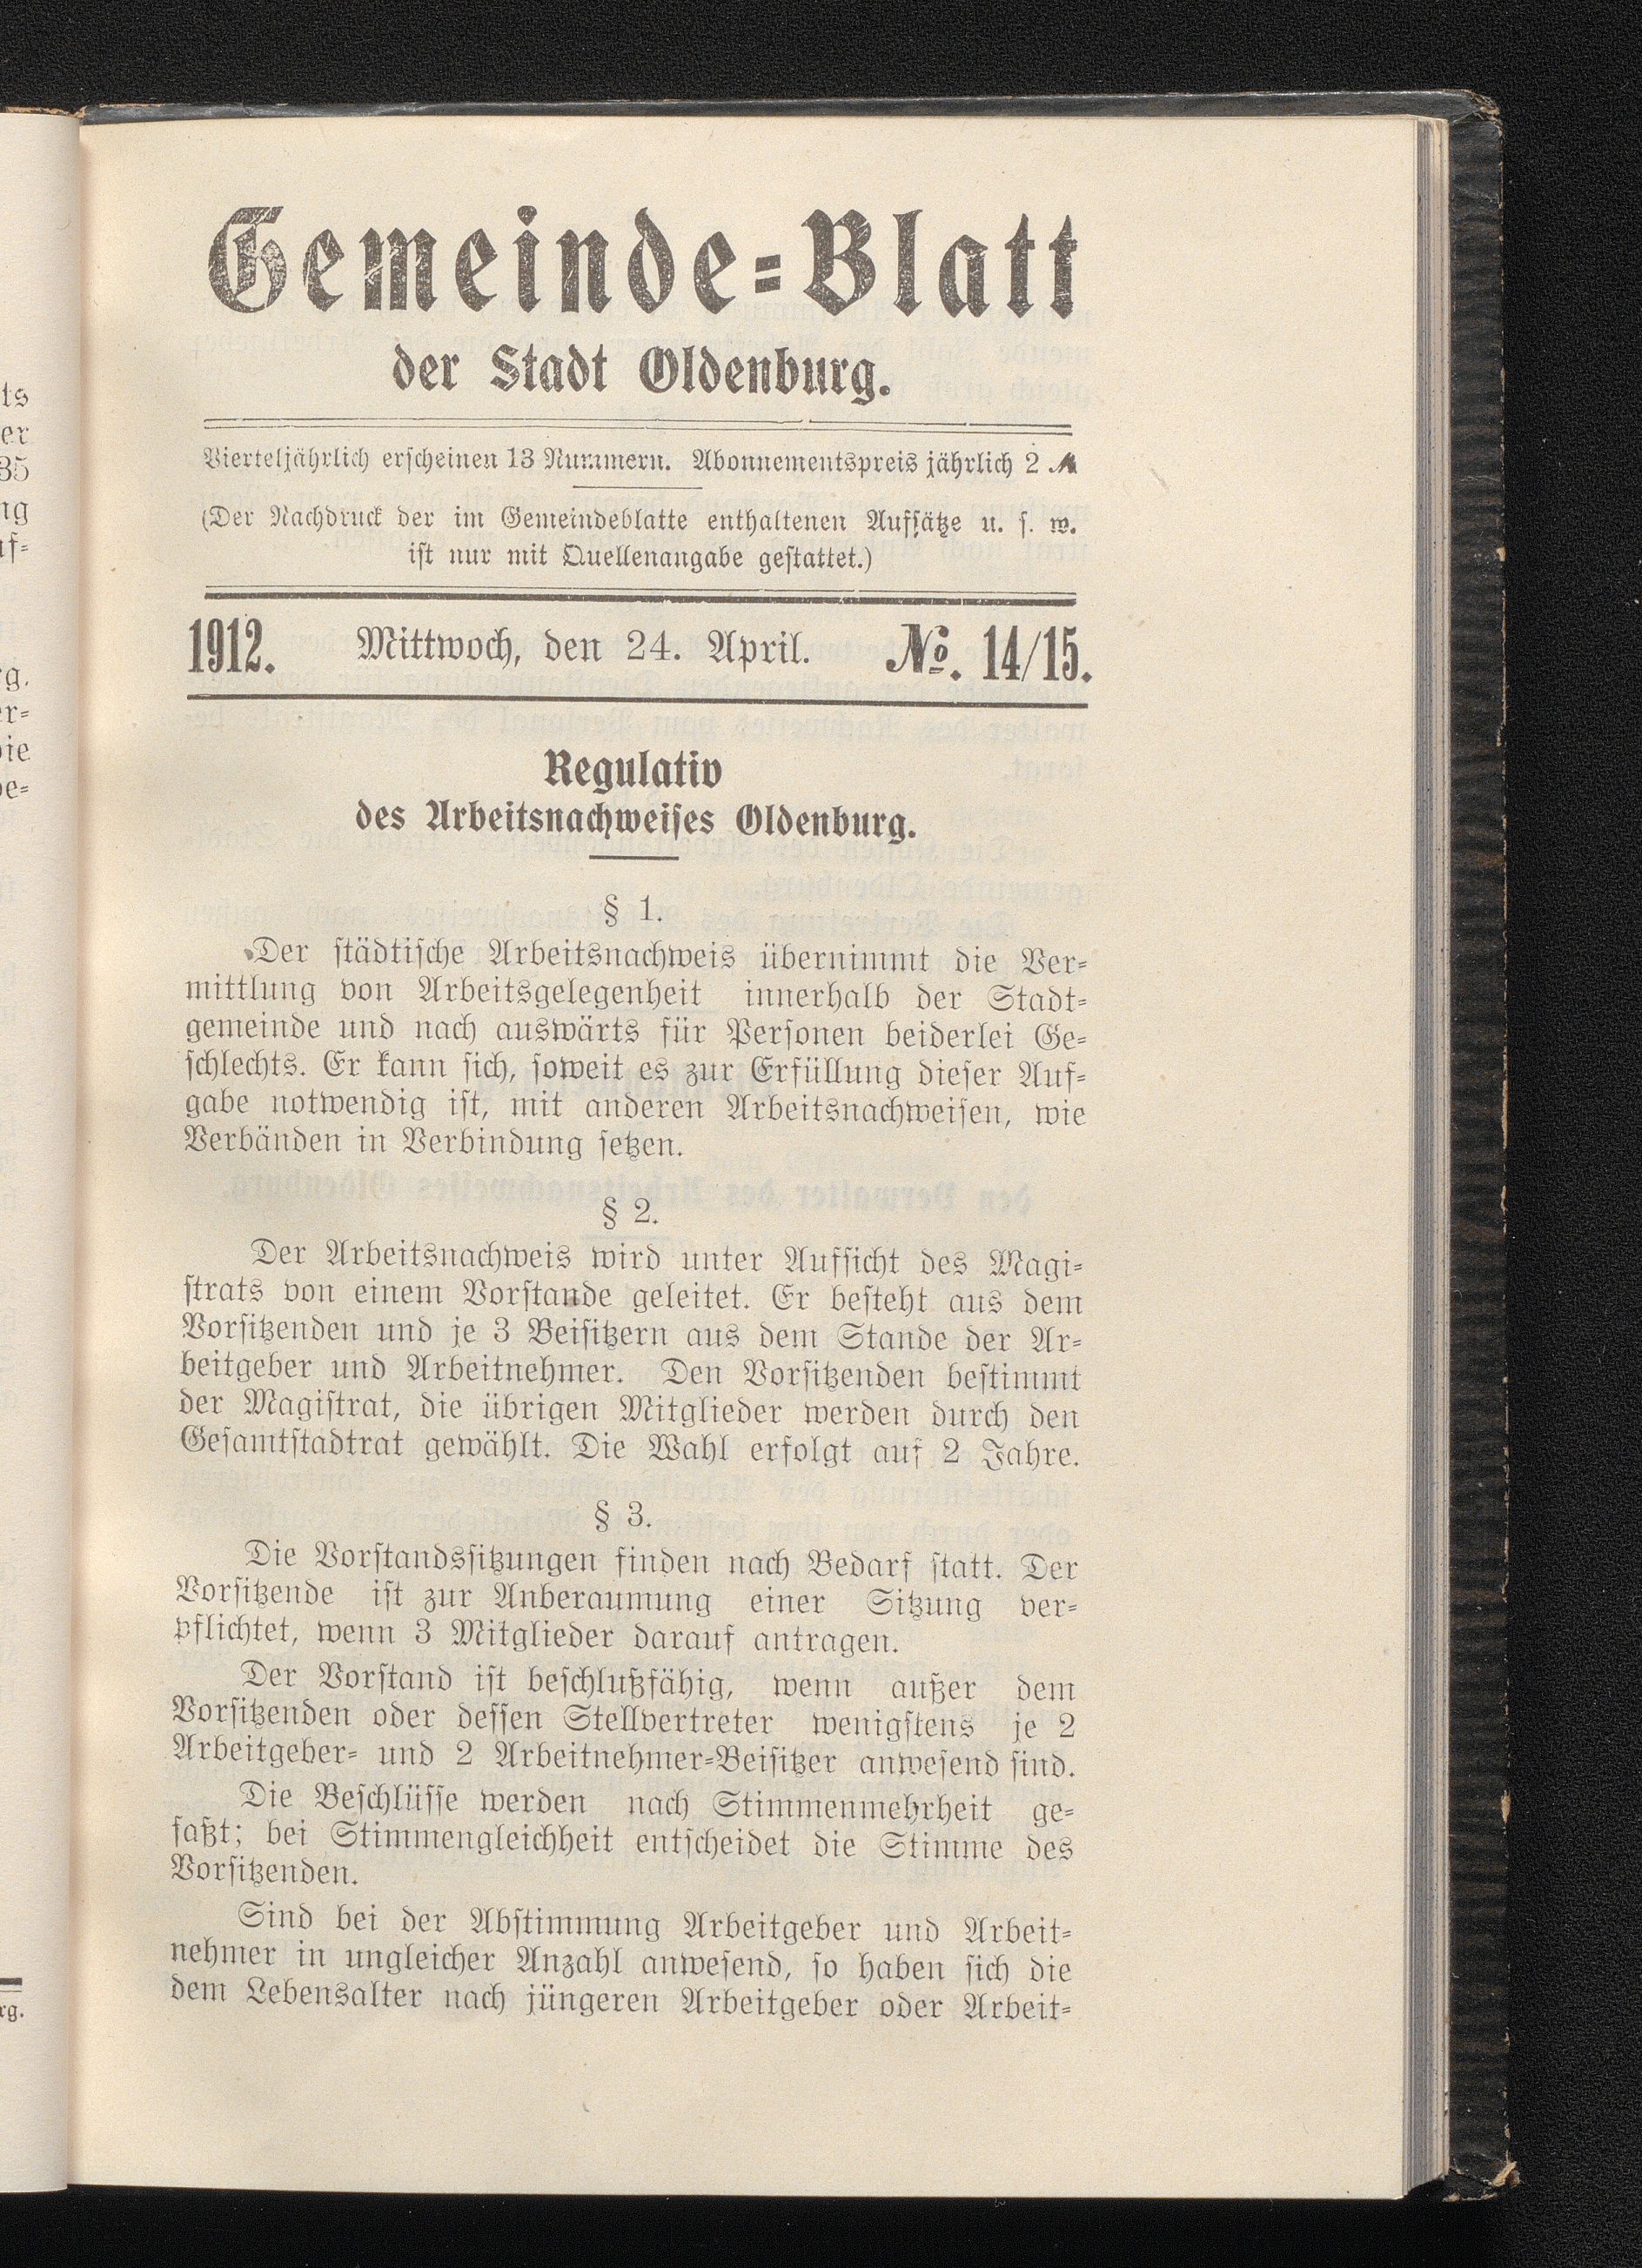 Gemeinde=Blatt
der Stadt Oldenburg.
Vierteljährlich erscheinen 13 Nummern. Abonnementspreis jährlich 2 ℳ
(Der Nachdruck der im Gemeindeblatte enthaltenen Aufsätze u. s. w.
ist nur mit Quellenangabe gestattet.)
1912. Mittwoch, den 24. April. No. 14/15.
Regulativ
des Arbeitsnachweises Oldenburg.
§ 1.
Der städtische Arbeitsnachweis übernimmt die Ver=
mittlung von Arbeitsgelegenheit innerhalb der Stadt=
gemeinde und nach auswärts für Personen beiderlei Ge=
schlechts. Er kann sich, soweit es zur Erfüllung dieser Auf=
gabe notwendig ist, mit anderen Arbeitsnachweisen, wie
Verbänden in Verbindung setzen.
§ 2.
Der Arbeitsnachweis wird unter Aufsicht des Magi=
strats von einem Vorstande geleitet. Er besteht aus dem
Vorsitzenden und je 3 Beisitzern aus dem Stande der Ar=
beitgeber und Arbeitnehmer. Den Vorsitzenden bestimmt
der Magistrat, die übrigen Mitglieder werden durch den
Gesamtstadtrat gewählt. Die Wahl erfolgt auf 2 Jahre.
§ 3.
Die Vorstandssitzungen finden nach Bedarf statt. Der
Vorsitzende ist zur Anberaumung einer Sitzung ver=
pflichtet, wenn 3 Mitglieder darauf antragen.
Der Vorstand ist beschlußfähig, wenn außer dem
Vorsitzenden oder dessen Stellvertreter wenigstens je 2
Arbeitgeber= und 2 Arbeitnehmer=Beisitzer anwesend sind.
Die Beschlüsse werden nach Stimmenmehrheit ge=
faßt; bei Stimmengleichheit entscheidet die Stimme des
Vorsitzenden.
Sind bei der Abstimmung Arbeitgeber und Arbeit=
nehmer in ungleicher Anzahl anwesend, so haben sich die
dem Lebensalter nach jüngeren Arbeitgeber oder Arbeit=